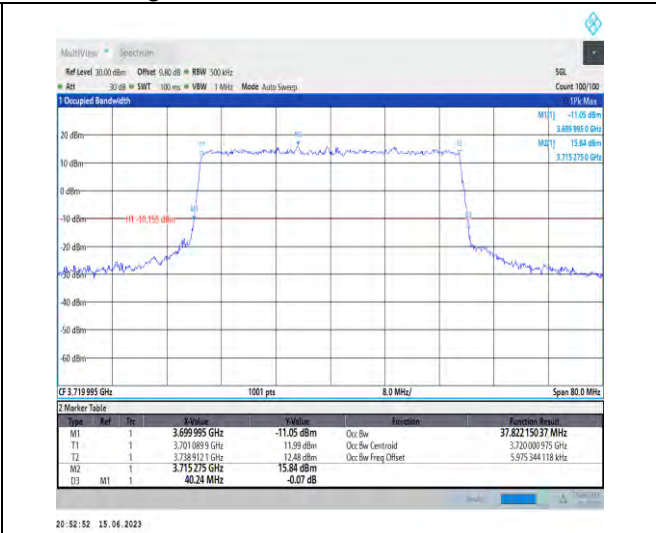 MultiView Spectrum
Ref Level 30.00 dBm Offset 9.80 dB RBW 500 kHz SGL
Att 30 dB SWT 100 ms VBW 1 MHz Mode Auto Sweep Count 100/100
1 Occupied Bandwidth 1Pk Max
M1[1] -11.05 dBm
3.699 995 0 GHz
M2[1] 15.84 dBm
3.715 275 0 GHz
20 dBm
T1 M2 T2
10 dBm
0 dBm
M1
-10 dBm H1 -10.155 dBm
-20 dBm
-30 dBm
-40 dBm
-50 dBm
-60 dBm
CF 3.719 995 GHz 1001 pts 8.0 MHz/ Span 80.0 MHz
2 Marker Table
Type Ref Trc X-Value Y-Value Function Function Result
M1 1 3.699 995 GHz -11.05 dBm Occ Bw 37.822 150 37 MHz
T1 1 3.701 089 9 GHz 11.99 dBm Occ Bw Centroid 3.720 000 975 GHz
T2 1 3.738 912 1 GHz 12.48 dBm Occ Bw Freq Offset 5.975 344 118 kHz
M2 1 3.715 275 GHz 15.84 dBm
D3 M1 1 40.24 MHz -0.07 dB
20:52:52 15.06.2023